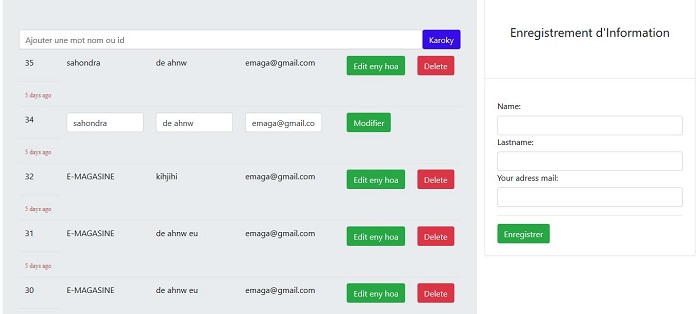 Ajouter une mot nom ou id Karoky
35 sahondra de ahnw emaga@gmail.com Edit eny hoa Delete
5 days ago
34 sahondra de ahnw emaga@gmail.co Modifier
5 days ago
32 E-MAGASINE kihjihi emaga@gmail.com Edit eny hoa Delete
5 days ago
31 E-MAGASINE de ahnw eu emaga@gmail.com Edit eny hoa Delete
5 days ago
30 E-MAGASINE de ahnw eu emaga@gmail.com Edit eny hoa Delete
Enregistrement d'Information
Name:
Lastname:
Your adress mail:
Enregistrer